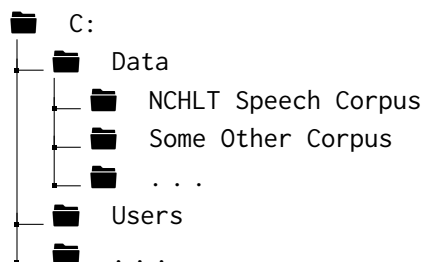 C:
Data
NCHLT Speech Corpus
Some Other Corpus
...
Users
...